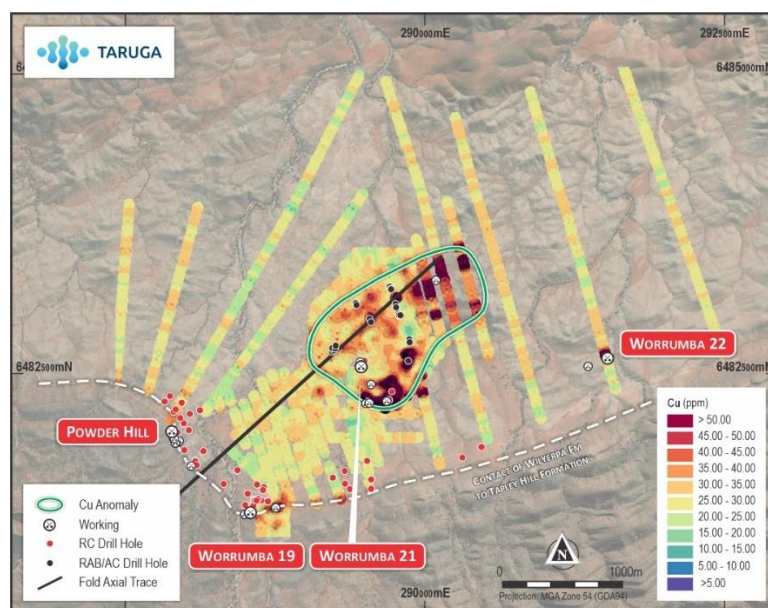 TARUGA
290000mE
292500mE
6485000mN
6485000mN
6482500mN
6482500mN
WORRUMBA 22
POWDER HILL
CONTACT OF WILYERPA FM
TO TAPLEY HILL FORMATION
WORRUMBA 19
WORRUMBA 21
Cu Anomaly
Working
RC Drill Hole
RAB/AC Drill Hole
Fold Axial Trace
Cu (ppm)
> 50.00
45.00 - 50.00
40.00 - 45.00
35.00 - 40.00
30.00 - 35.00
25.00 - 30.00
20.00 - 25.00
15.00 - 20.00
10.00 - 15.00
5.00 - 10.00
>5.00
N
0
1000m
Projection: MGA Zone 54 (GDA94)
290000mE